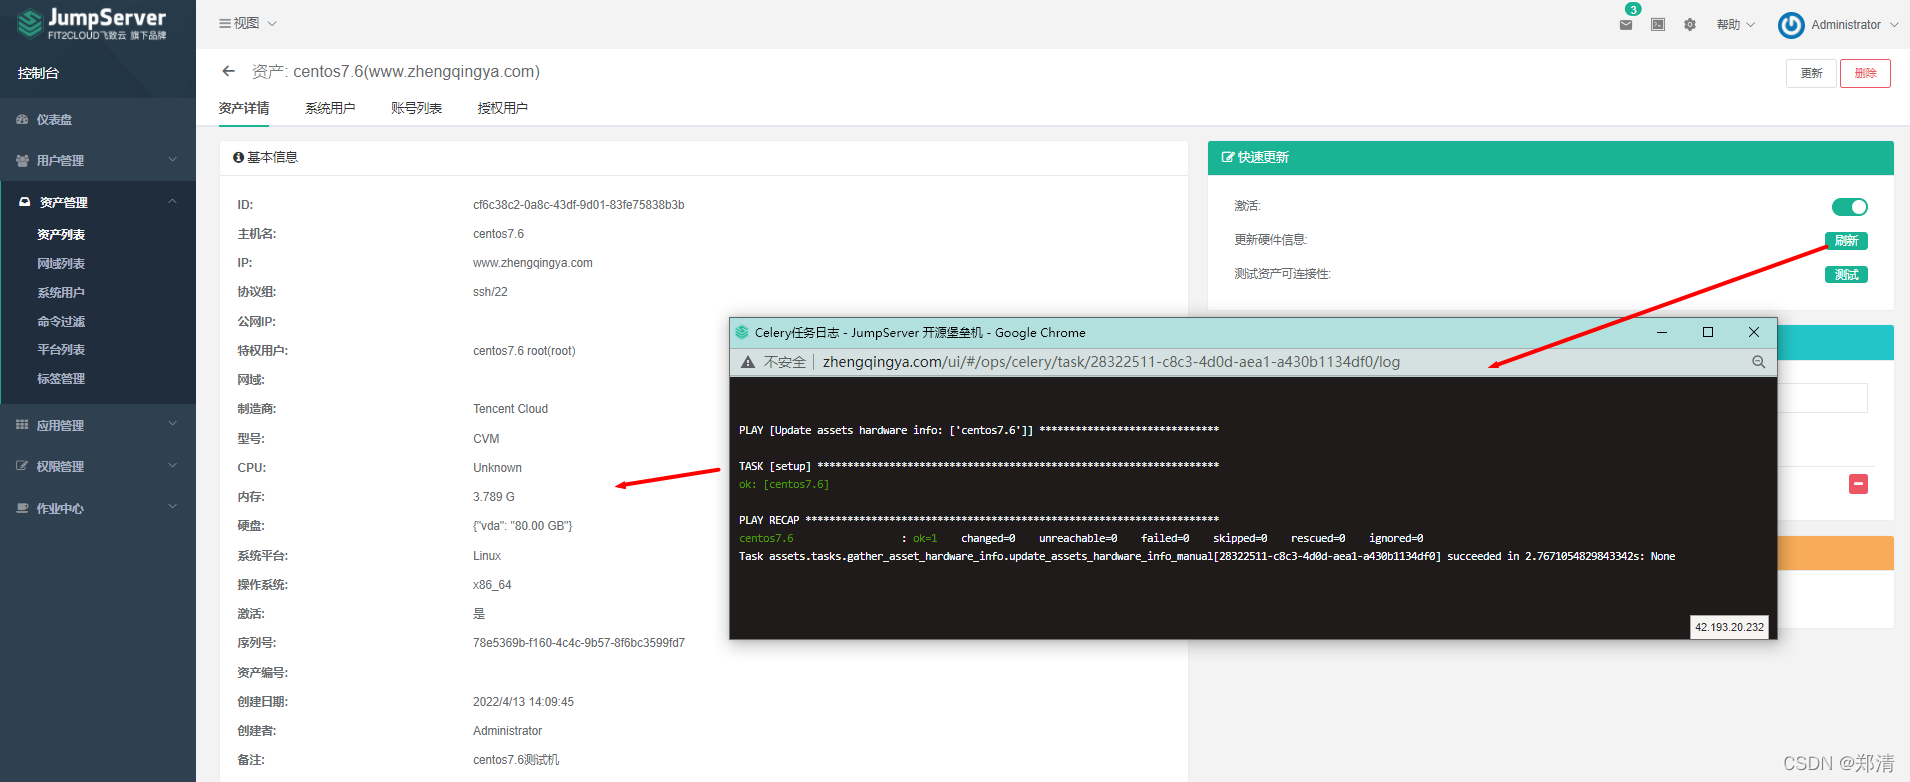 JumpServer
FIT2CLOUD飞致云 旗下品牌
视图
3
帮助
Administrator
控制台
仪表盘
用户管理
资产管理
资产列表
网域列表
系统用户
命令过滤
平台列表
标签管理
应用管理
权限管理
作业中心
资产: centos7.6(www.zhengqingya.com)
更新
删除
资产详情 系统用户 账号列表 授权用户
基本信息
ID: cf6c38c2-0a8c-43df-9d01-83fe75838b3b
主机名: centos7.6
IP: www.zhengqingya.com
协议组: ssh/22
公网IP:
特权用户: centos7.6 root(root)
网域:
制造商: Tencent Cloud
型号: CVM
CPU: Unknown
内存: 3.789 G
硬盘: {"vda": "80.00 GB"}
系统平台: Linux
操作系统: x86_64
激活: 是
序列号: 78e5369b-f160-4c4c-9b57-8f6bc3599fd7
资产编号:
创建日期: 2022/4/13 14:09:45
创建者: Administrator
备注: centos7.6测试机
快速更新
激活:
更新硬件信息: 刷新
测试资产可连接性: 测试
Celery任务日志 - JumpServer 开源堡垒机 - Google Chrome
不安全 | zhengqingya.com/ui/#/ops/celery/task/28322511-c8c3-4d0d-aea1-a430b1134df0/log
PLAY [Update assets hardware info: ['centos7.6']] ******************************
TASK [setup] *******************************************************************
ok: [centos7.6]
PLAY RECAP *********************************************************************
centos7.6 : ok=1 changed=0 unreachable=0 failed=0 skipped=0 rescued=0 ignored=0
Task assets.tasks.gather_asset_hardware_info.update_assets_hardware_info_manual[28322511-c8c3-4d0d-aea1-a430b1134df0] succeeded in 2.7671054829843342s: None
42.193.20.232
CSDN @郑清